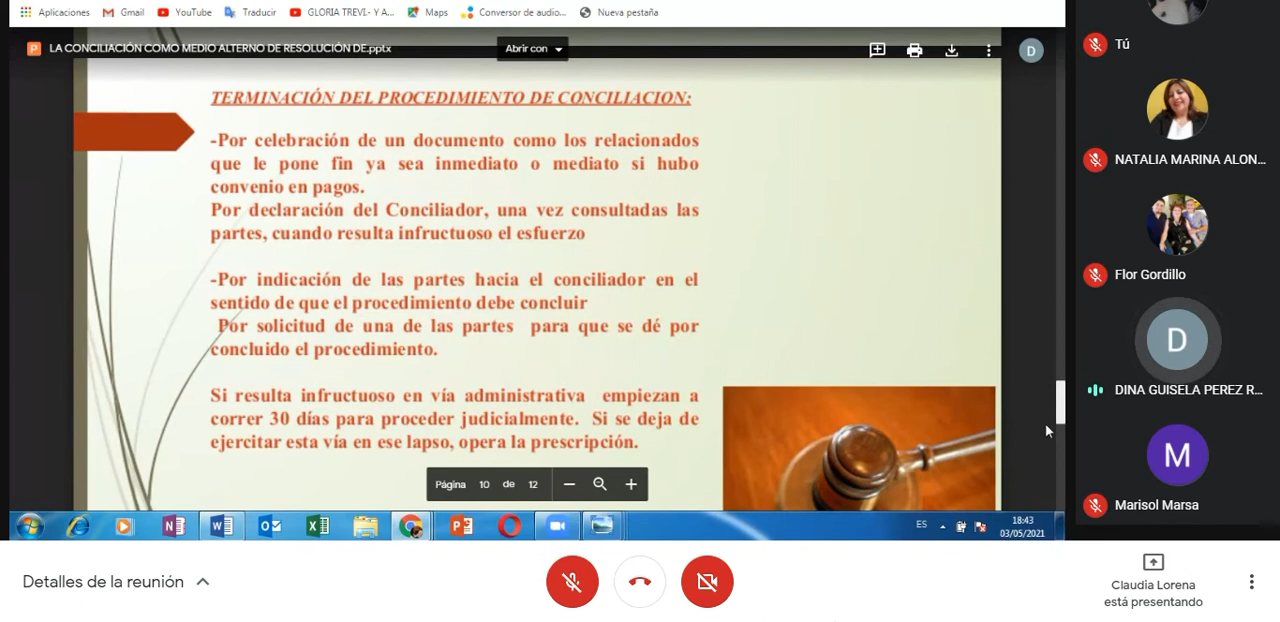 Aplicaciones Gmail YouTube Traducir GLORIA TREVI.- Y A... Maps Conversor de audio... Nueva pestaña
LA CONCILIACIÓN COMO MEDIO ALTERNO DE RESOLUCIÓN DE.pptx
Abrir con
D
TERMINACIÓN DEL PROCEDIMIENTO DE CONCILIACION:
-Por celebración de un documento como los relacionados
que le pone fin ya sea inmediato o mediato si hubo
convenio en pagos.
Por declaración del Conciliador, una vez consultadas las
partes, cuando resulta infructuoso el esfuerzo
-Por indicación de las partes hacia el conciliador en el
sentido de que el procedimiento debe concluir
Por solicitud de una de las partes para que se dé por
concluido el procedimiento.
Si resulta infructuoso en vía administrativa empiezan a
correr 30 días para proceder judicialmente. Si se deja de
ejercitar esta vía en ese lapso, opera la prescripción.
Página 10 de 12
ES
18:43
03/05/2021
Tú
NATALIA MARINA ALON...
Flor Gordillo
D
DINA GUISELA PEREZ R...
M
Marisol Marsa
Detalles de la reunión
Claudia Lorena
está presentando